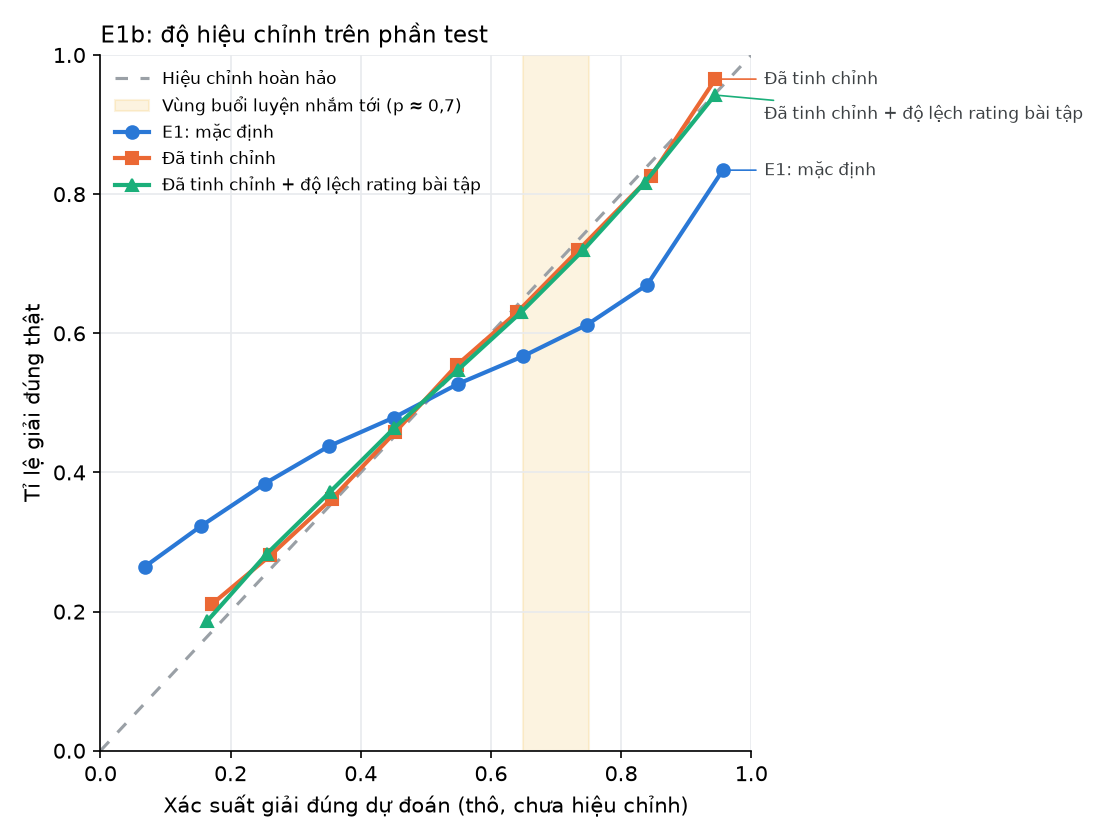 E1b: độ hiệu chỉnh trên phần test
Hiệu chỉnh hoàn hảo
Vùng buổi luyện nhắm tới (p ≈ 0,7)
E1: mặc định
Đã tinh chỉnh
Đã tinh chỉnh + độ lệch rating bài tập
Đã tinh chỉnh
Đã tinh chỉnh + độ lệch rating bài tập
E1: mặc định
Tỉ lệ giải đúng thật
1.0
0.8
0.6
0.4
0.2
0.0
0.0 0.2 0.4 0.6 0.8 1.0
Xác suất giải đúng dự đoán (thô, chưa hiệu chỉnh)